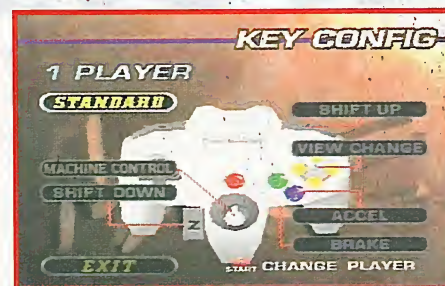 KEY CONFIG
1 PLAYER
STANDARD
SHIFT UP
VIEW CHANGE
MACHINE CONTROL
SHIFT DOWN
Z
ACCEL
BRAKE
EXIT
START CHANGE PLAYER